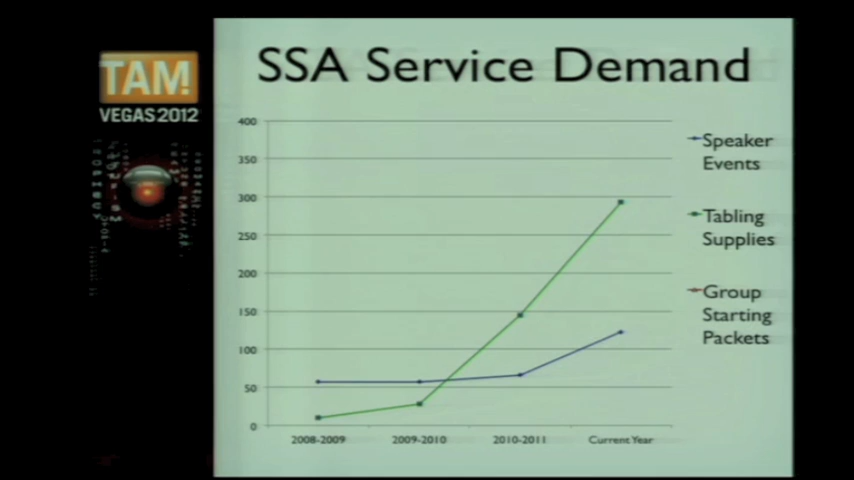 TAM!
VEGAS 2012
SSA Service Demand
400
350
300
250
200
150
100
50
0
2008-2009
2009-2010
2010-2011
Current Year
Speaker
Events
Tabling
Supplies
Group
Starting
Packets